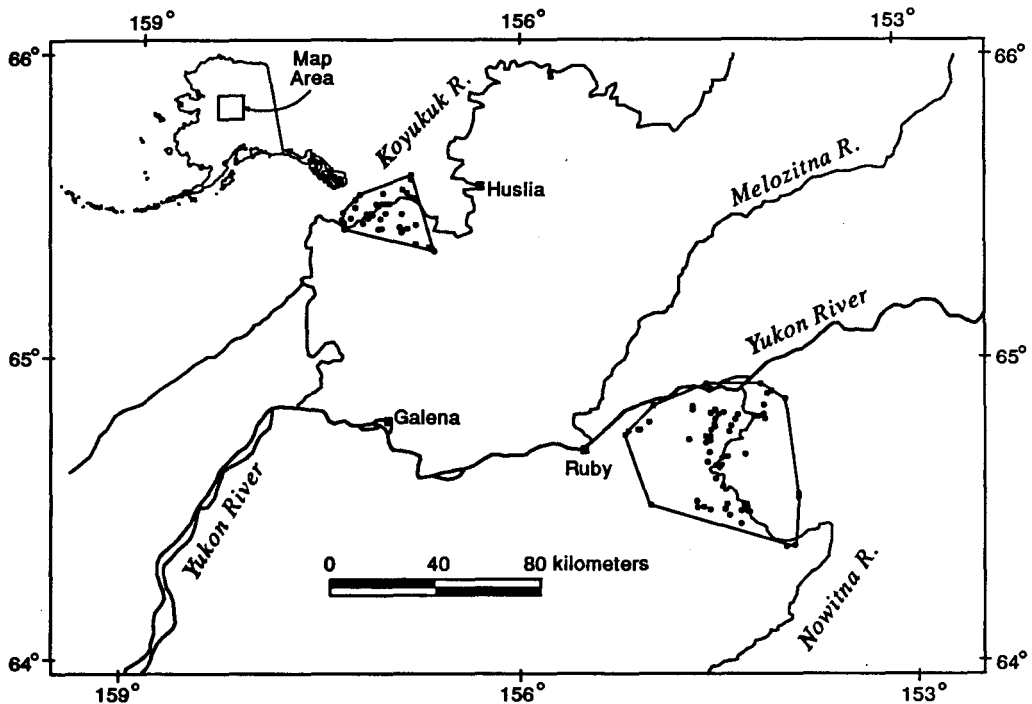 159°
156°
153°
66°
66°
Map
Area
Koyukuk R.
Huslia
Melozitna R.
Yukon River
65°
65°
Galena
Ruby
Yukon River
0 40 80 kilometers
Nowitna R.
64°
64°
159°
156°
153°